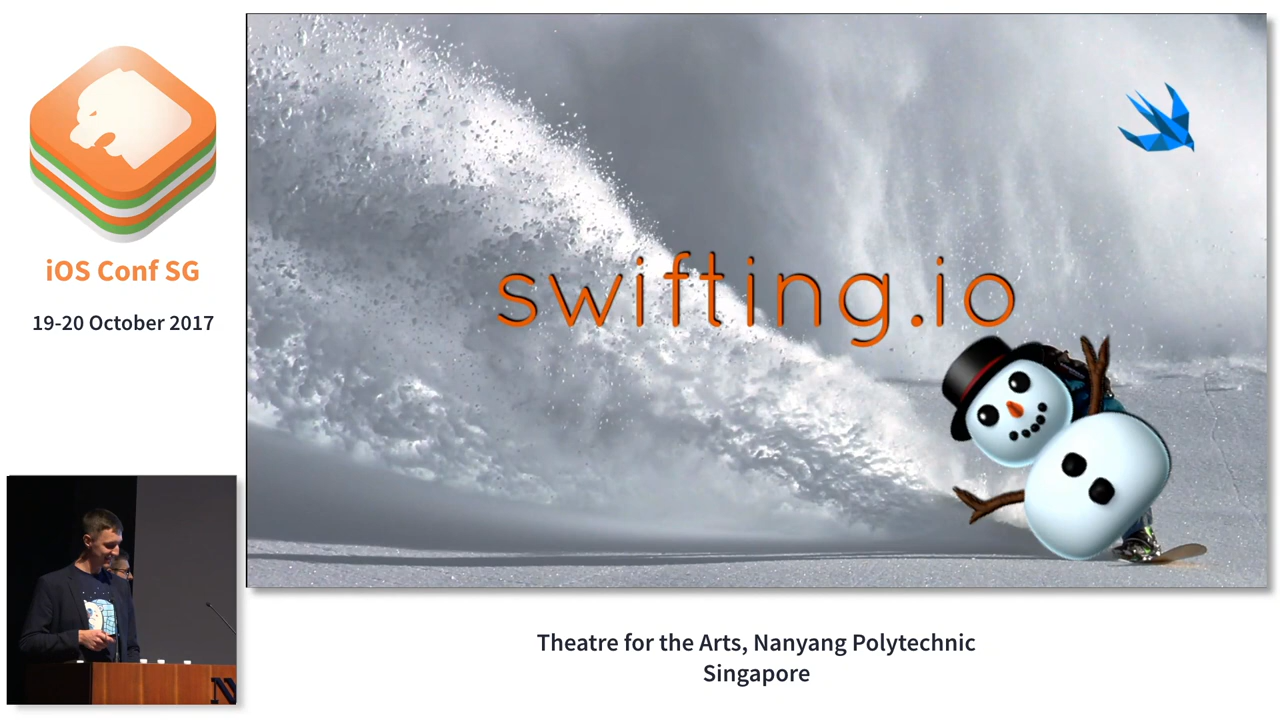 iOS Conf SG
19-20 October 2017
swifting.io
Theatre for the Arts, Nanyang Polytechnic
Singapore